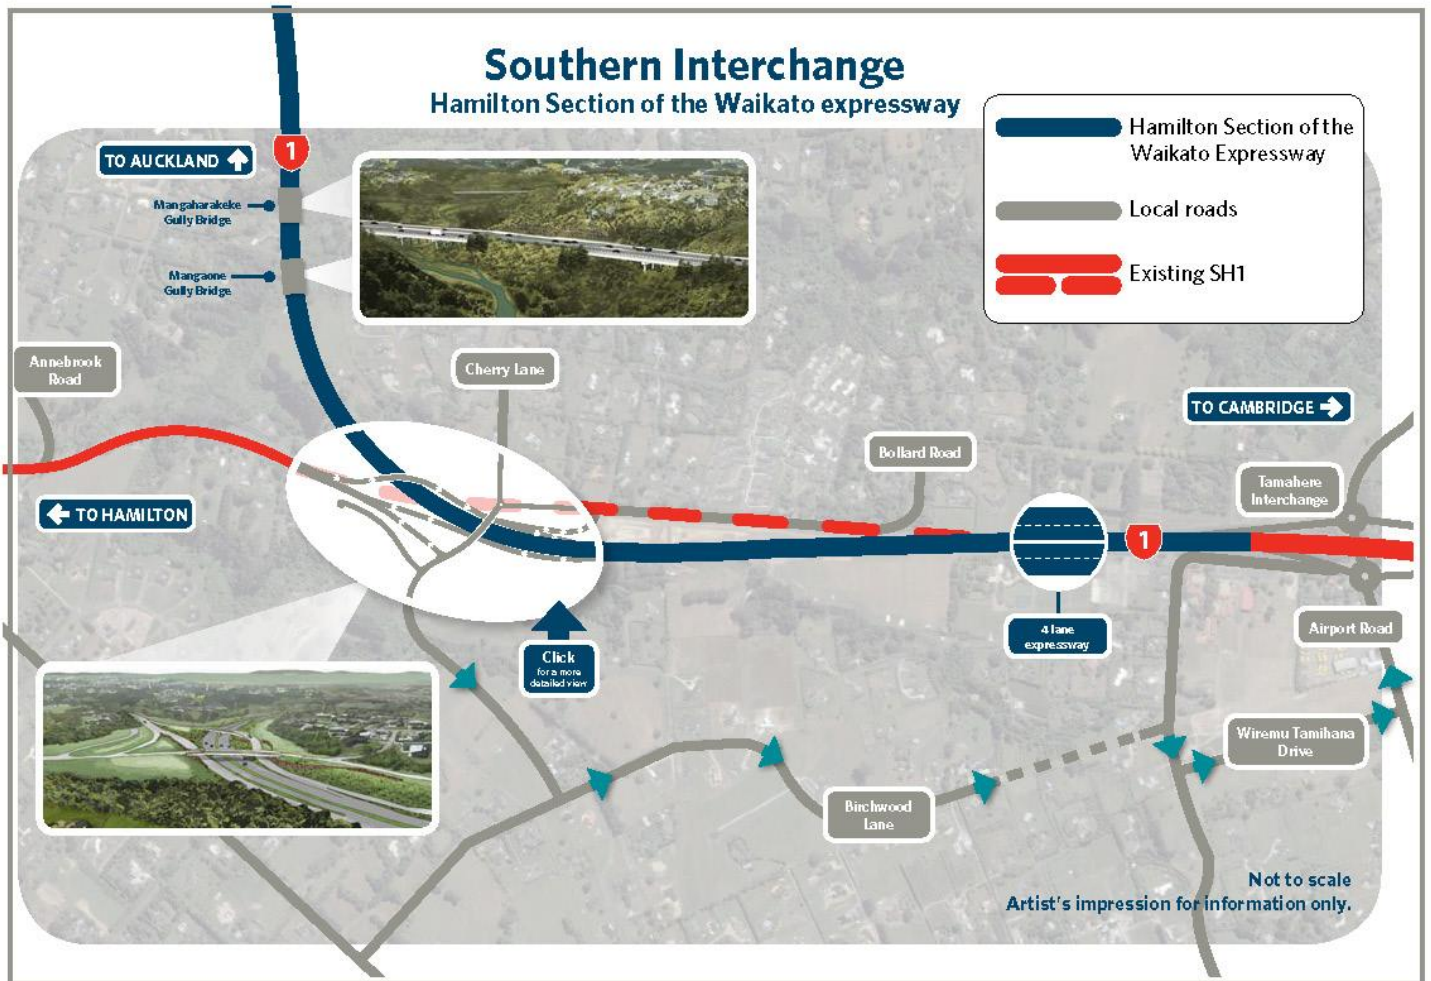 Southern Interchange
Hamilton Section of the Waikato expressway
Hamilton Section of the
Waikato Expressway
Local roads
Existing SH1
TO AUCKLAND
1
Mangaharakeke
Gully Bridge
Mangaone
Gully Bridge
Annebrook
Road
Cherry Lane
TO CAMBRIDGE
Bollard Road
Tamahere
Interchange
TO HAMILTON
1
4 lane
expressway
Airport Road
Click
for a more
detailed view
Wiremu Tamihana
Drive
Birchwood
Lane
Not to scale
Artist's impression for information only.